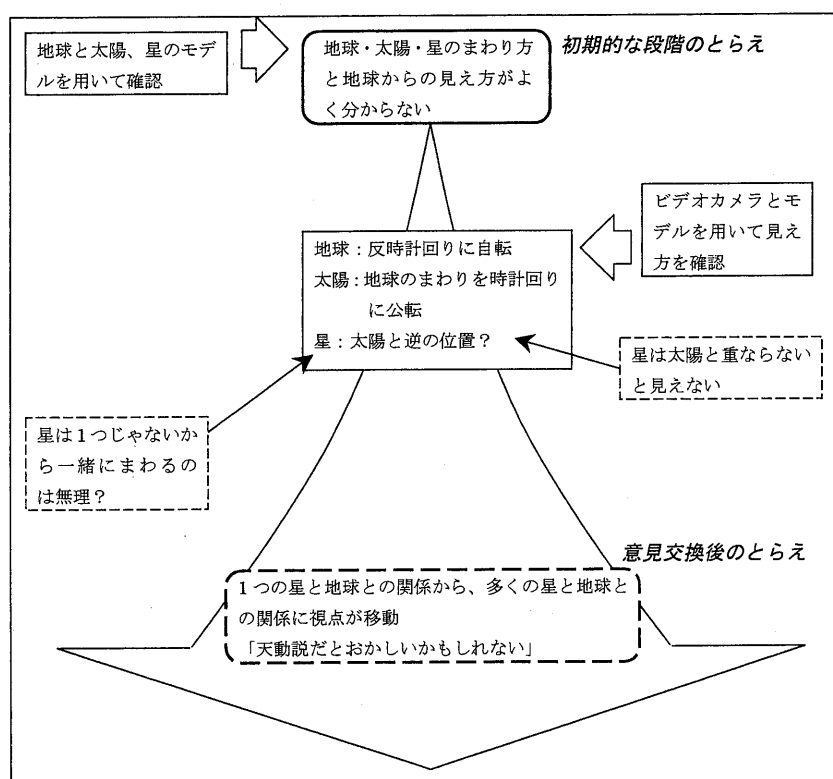 地球と太陽、星のモデ
ルを用いて確認
地球・太陽・星のまわり方
と地球からの見え方がよ
く分からない
初期的な段階のとらえ
ビデオカメラとモ
デルを用いて見え
方を確認
地球：反時計回りに自転
太陽：地球のまわりを時計回り
に公転
星：太陽と逆の位置？
星は太陽と重ならない
と見えない
星は１つじゃないか
ら一緒にまわるの
は無理？
意見交換後のとらえ
１つの星と地球との関係から、多くの星と地球と
の関係に視点が移動
「天動説だとおかしいかもしれない」